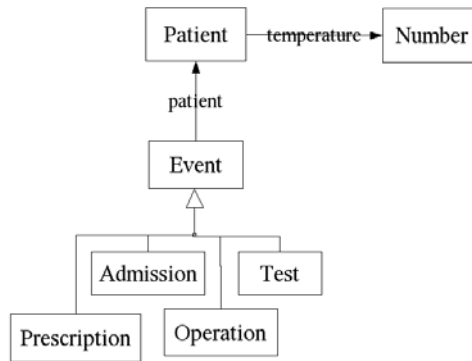 Patient
temperature
Number
patient
Event
Admission
Test
Prescription
Operation